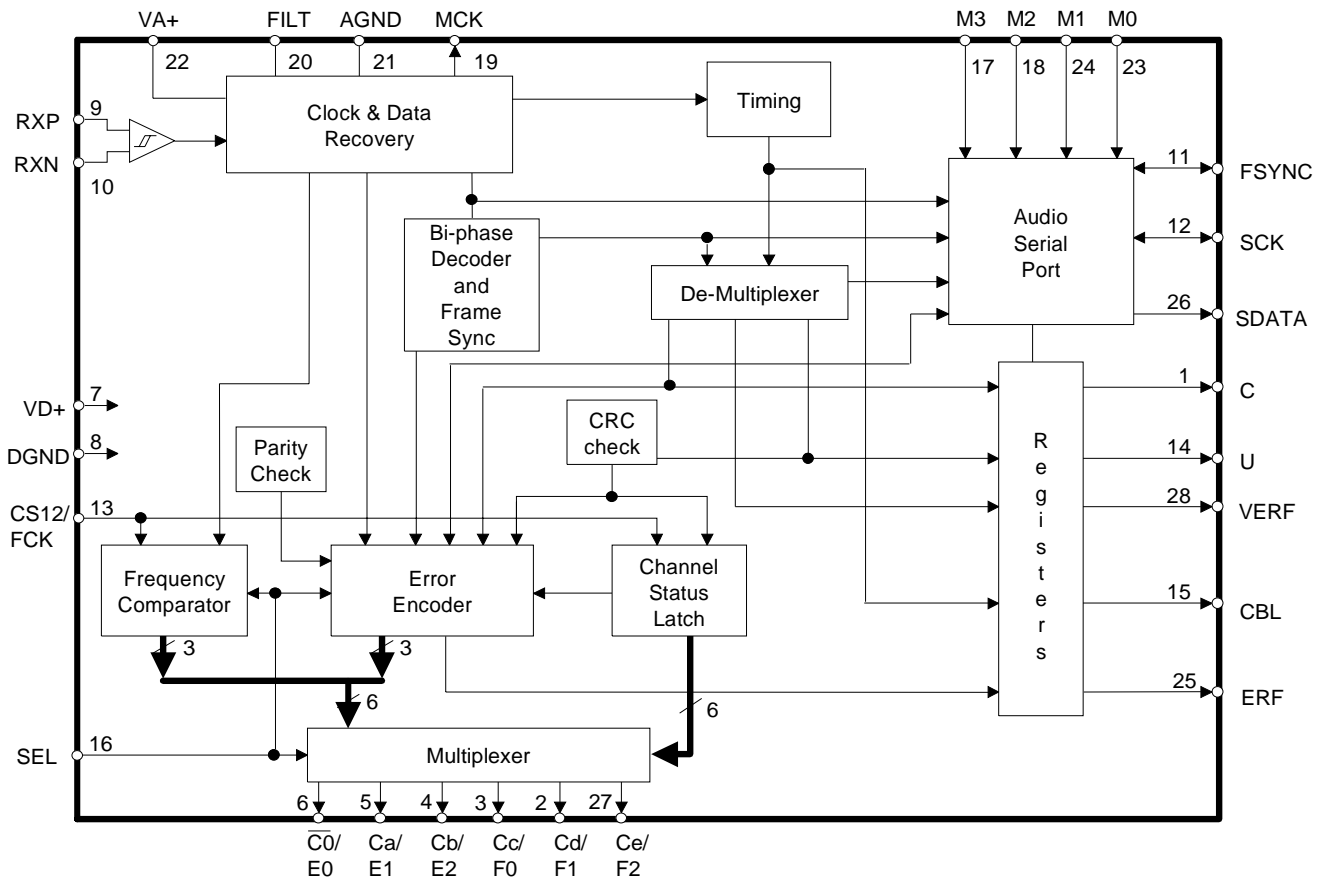 VA+ FILT AGND MCK M3 M2 M1 M0
22 20 21 19 17 18 24 23
RXP 9
RXN 10
Clock & Data
Recovery
Timing
Audio
Serial
Port
11 FSYNC
12 SCK
26 SDATA
Bi-phase
Decoder
and
Frame
Sync
De-Multiplexer
VD+ 7
DGND 8
CS12/
FCK
13
Parity
Check
CRC
check
Registers
1 C
14 U
28 VERF
15 CBL
25 ERF
Frequency
Comparator
Error
Encoder
Channel
Status
Latch
3 3
6 6
SEL 16
Multiplexer
6 5 4 3 2 27
C̅0̅/ Ca/ Cb/ Cc/ Cd/ Ce/
E0 E1 E2 F0 F1 F2